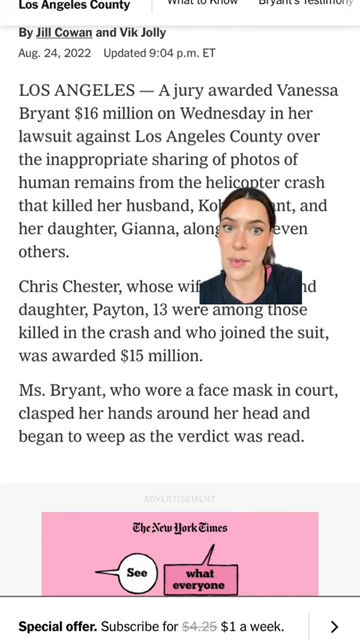 Los Angeles County
What to Know
Bryant's Testimony
By Jill Cowan and Vik Jolly
Aug. 24, 2022 Updated 9:04 p.m. ET
LOS ANGELES — A jury awarded Vanessa
Bryant $16 million on Wednesday in her
lawsuit against Los Angeles County over
the inappropriate sharing of photos of
human remains from the helicopter crash
that killed her husband, and
her daughter, Gianna,
others.
Chris Chester, whose
daughter, Payton, 13 were among those
killed in the crash and who joined the suit,
was awarded $15 million.
Ms. Bryant, who wore a face mask in court,
clasped her hands around her head and
began to weep as the verdict was read.
ADVERTISEMENT
The New York Times
See
what
everyone
Special offer. Subscribe for $4.25 $1 a week.